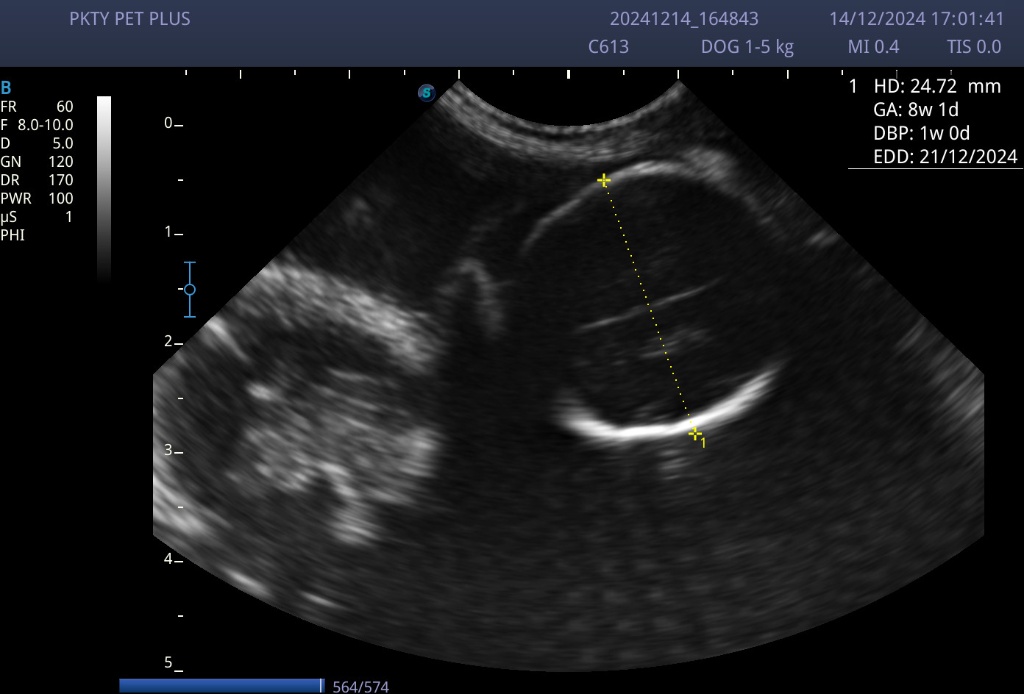 PKTY PET PLUS
20241214_164843
14/12/2024 17:01:41
C613
DOG 1-5 kg
MI 0.4
TIS 0.0
B
FR 60
F 8.0-10.0
D 5.0
GN 120
DR 170
PWR 100
µS 1
PHI
S
1 HD: 24.72 mm
GA: 8w 1d
DBP: 1w 0d
EDD: 21/12/2024
0
1
2
3
4
5
1
564/574